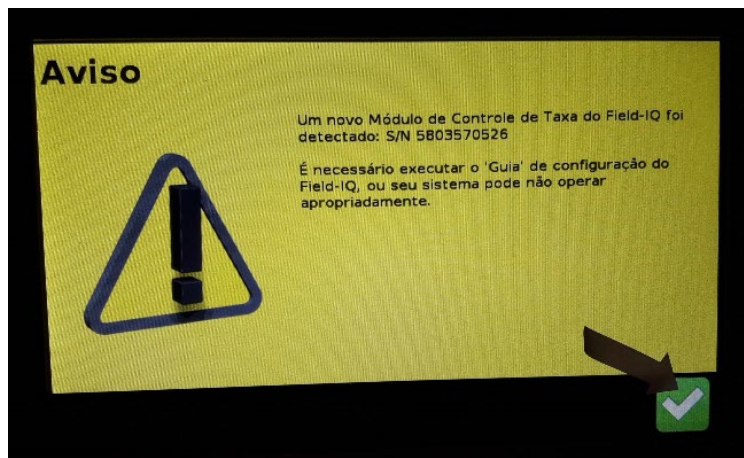 Aviso
Um novo Módulo de Controle de Taxa do Field-IQ foi
detectado: S/N 5803570526
É necessário executar o 'Guia' de configuração do
Field-IQ, ou seu sistema pode não operar
apropriadamente.